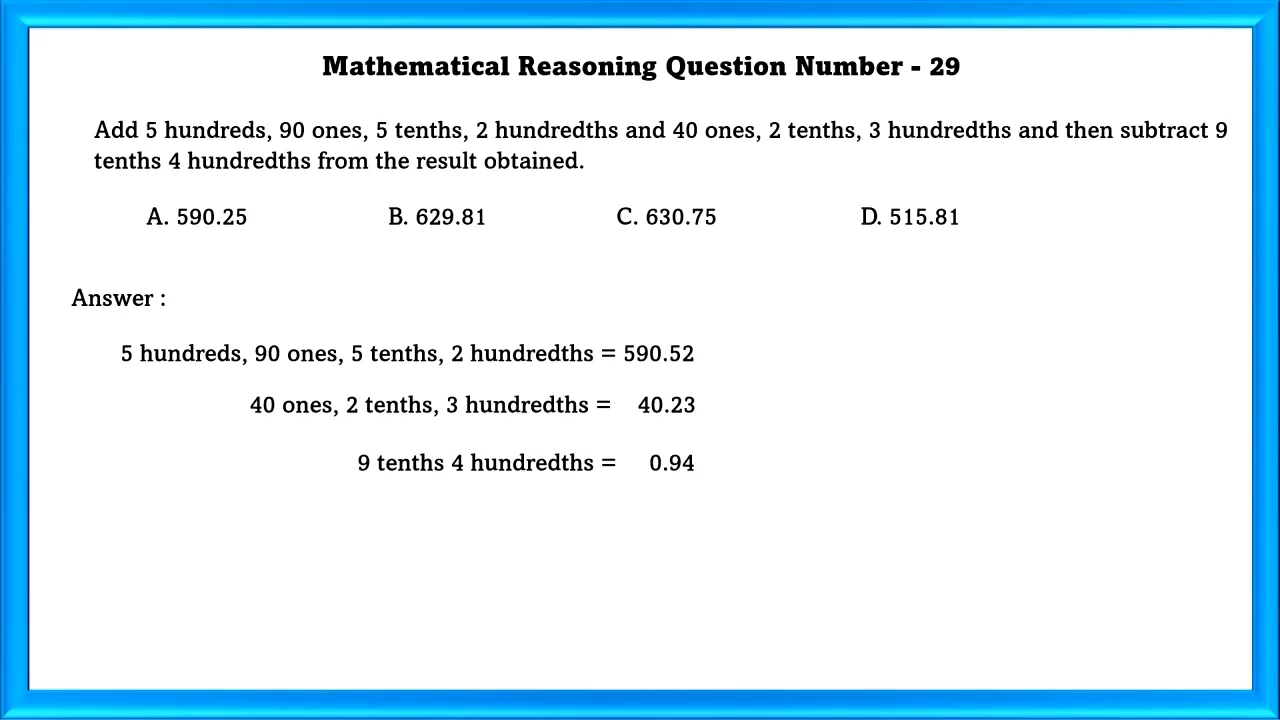 Mathematical Reasoning Question Number - 29
Add 5 hundreds, 90 ones, 5 tenths, 2 hundredths and 40 ones, 2 tenths, 3 hundredths and then subtract 9
tenths 4 hundredths from the result obtained.
A. 590.25 B. 629.81 C. 630.75 D. 515.81
Answer :
5 hundreds, 90 ones, 5 tenths, 2 hundredths = 590.52
40 ones, 2 tenths, 3 hundredths = 40.23
9 tenths 4 hundredths = 0.94